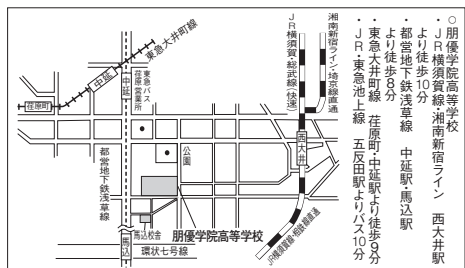 ○朋優学院高等学校
・JR横須賀線・湘南新宿ライン 西大井駅
より徒歩10分
・都営地下鉄浅草線 中延駅・馬込駅
より徒歩8分
・東急大井町線 荏原町・中延駅より徒歩9分
・JR・東急池上線 五反田駅よりバス10分
湘南新宿ライン・埼京線直通
JR横須賀・総武線(快速)
東急大井町線
中延
荏原町
中延
東急バス
荏原営業所
西大井
公園
都営地下鉄浅草線
馬込
馬込校舎
朋優学院高等学校
環状七号線
JR横須賀線・相鉄線直通